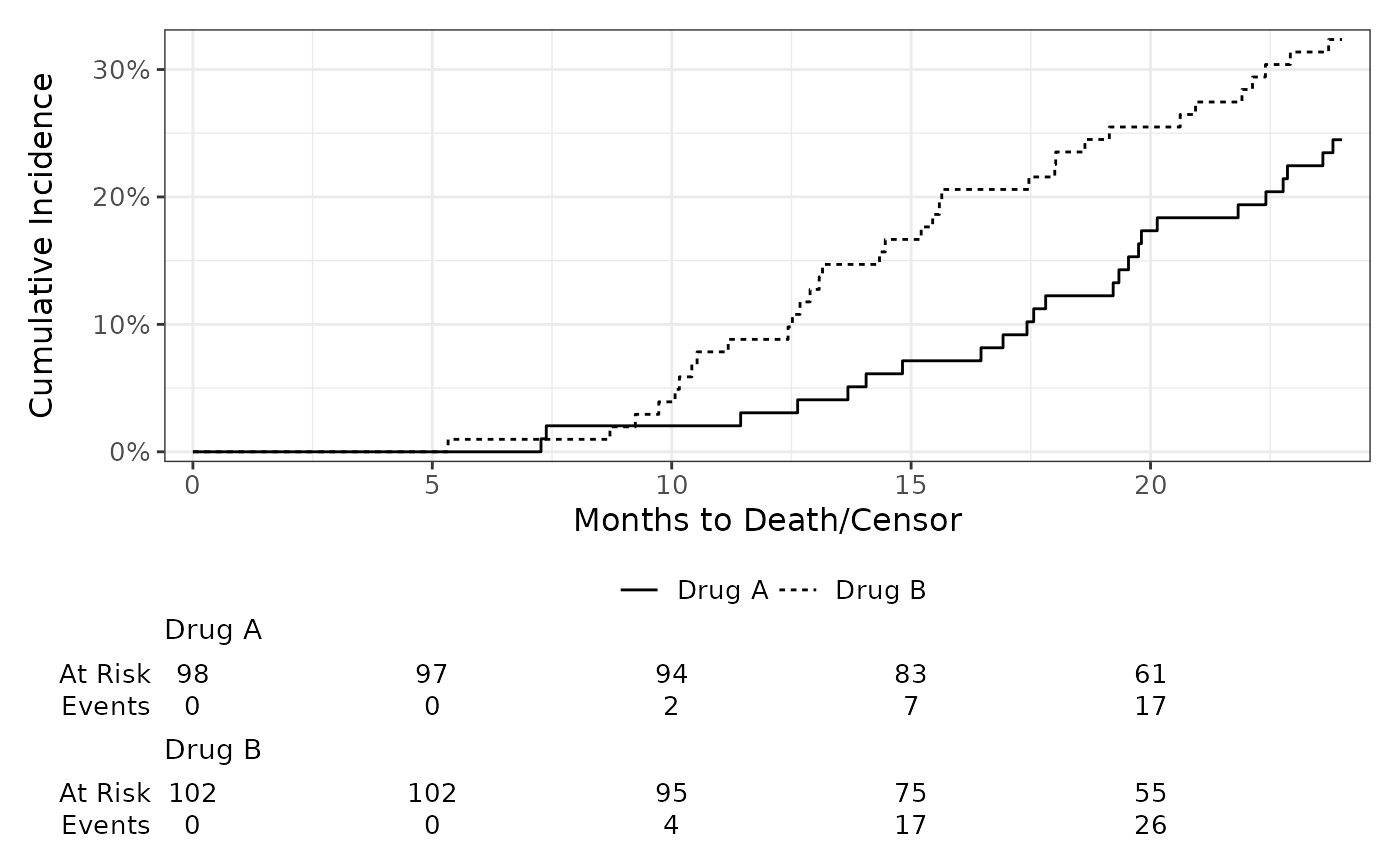 30%
20%
10%
0%
Cumulative Incidence
0 5 10 15 20
Months to Death/Censor
Drug A Drug B
Drug A
At Risk 98 97 94 83 61
Events 0 0 2 7 17
Drug B
At Risk 102 102 95 75 55
Events 0 0 4 17 26